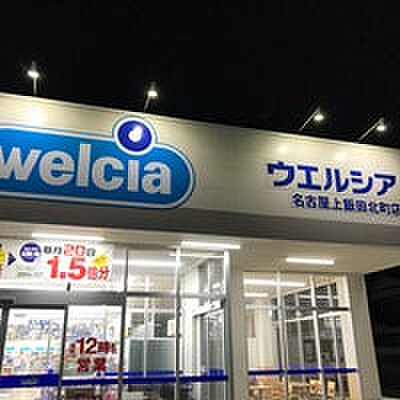 welcia
ウエルシア
名古屋上飯田北町店
毎月20日
1.5倍分
12時
営業